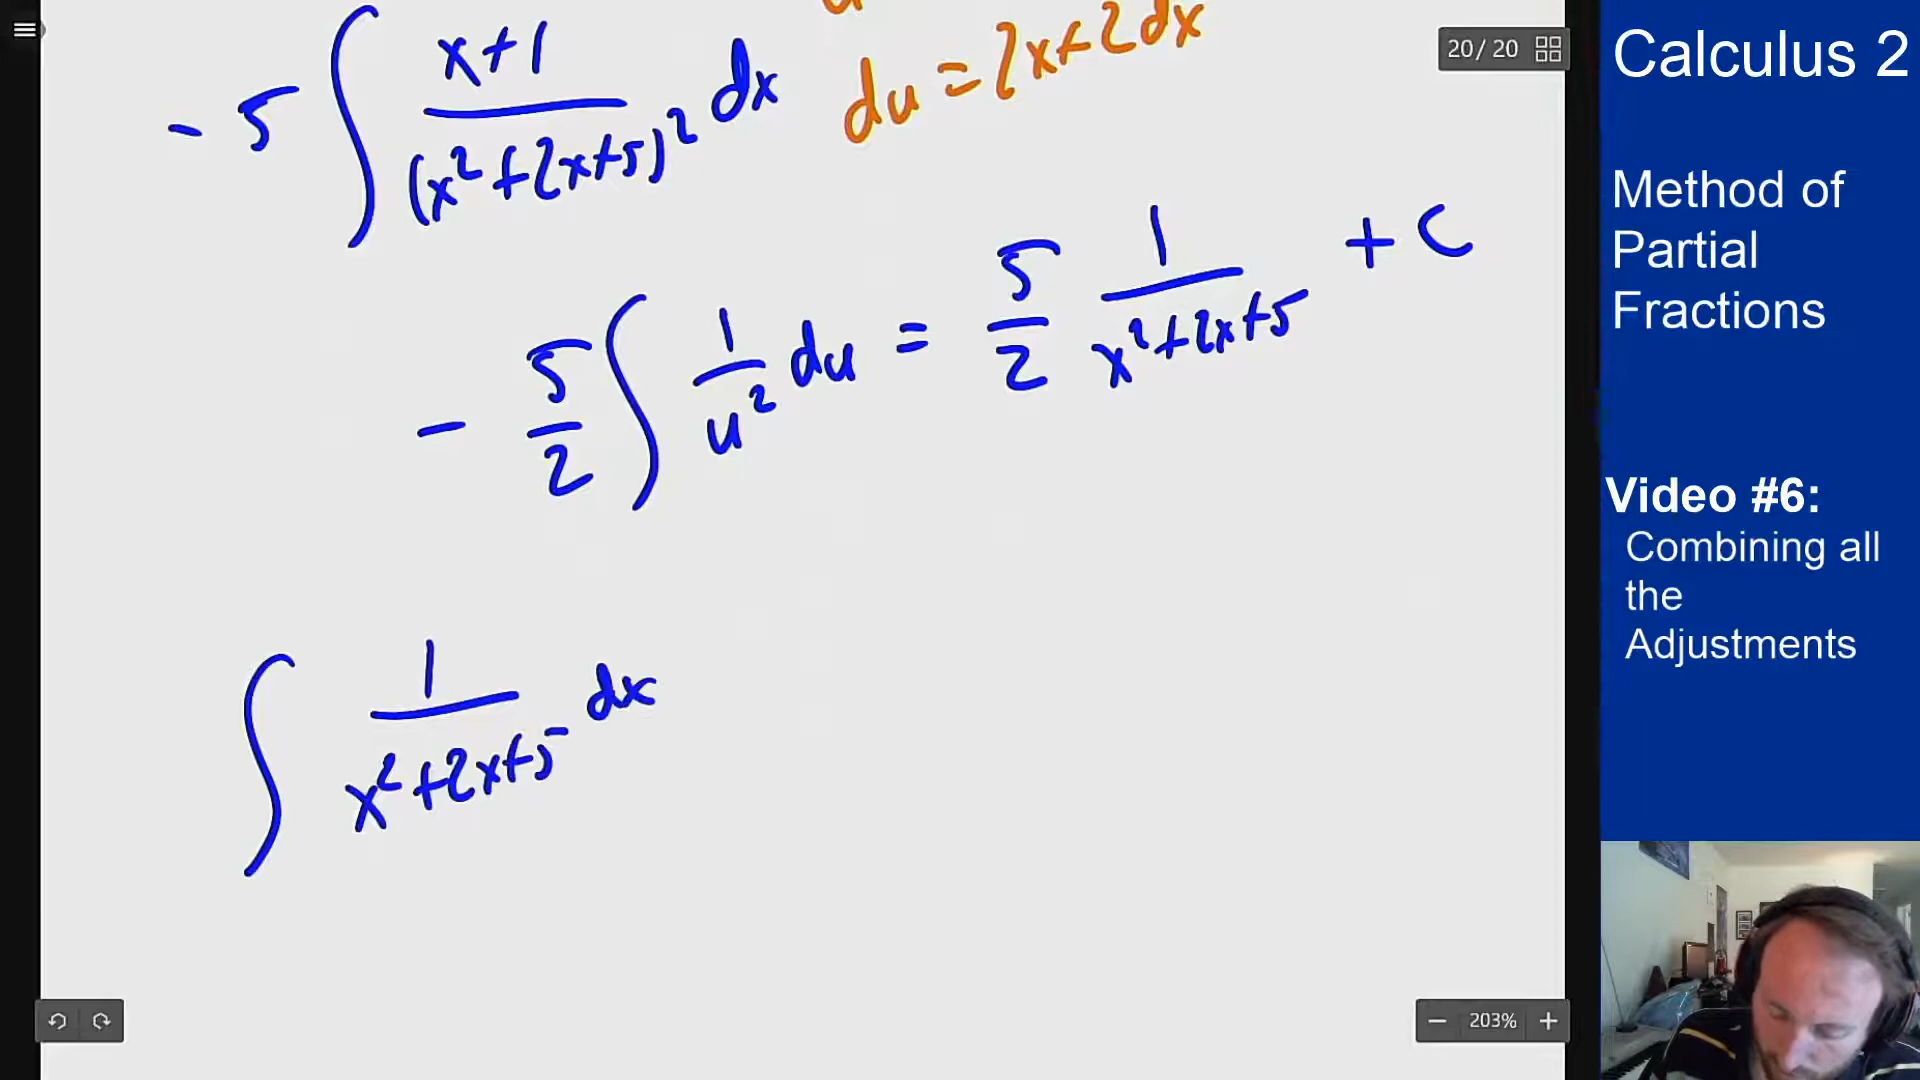 20 / 20
- 5 ∫ x+1 / (x²+2x+5)² dx
du = 2x+2dx
- 5/2 ∫ 1/u² du = 5/2 1/(x²+2x+5) + C
∫ 1/(x²+2x+5) dx
203%
Calculus 2
Method of
Partial
Fractions
Video #6:
Combining all
the
Adjustments